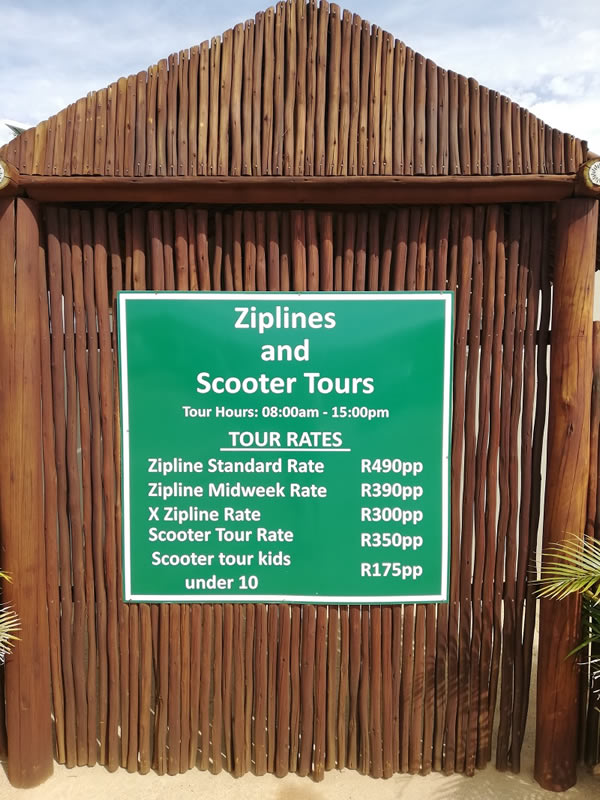 Ziplines
and
Scooter Tours
Tour Hours: 08:00am - 15:00pm
TOUR RATES
Zipline Standard Rate R490pp
Zipline Midweek Rate R390pp
X Zipline Rate R300pp
Scooter Tour Rate R350pp
Scooter tour kids
under 10 R175pp